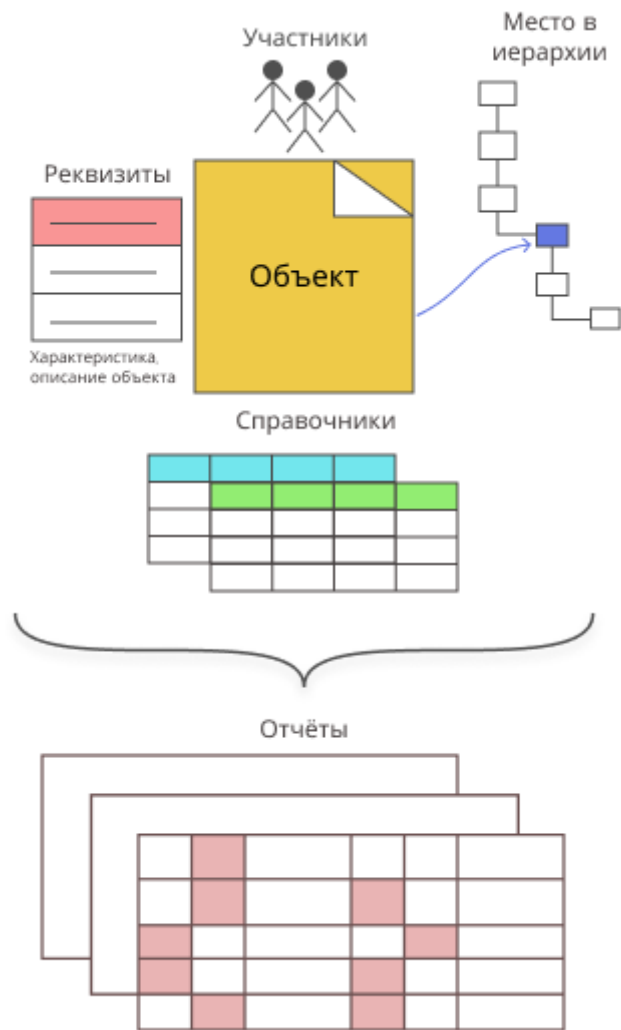 Участники
Место в
иерархии
Реквизиты
Объект
Характеристика,
описание объекта
Справочники
Отчёты